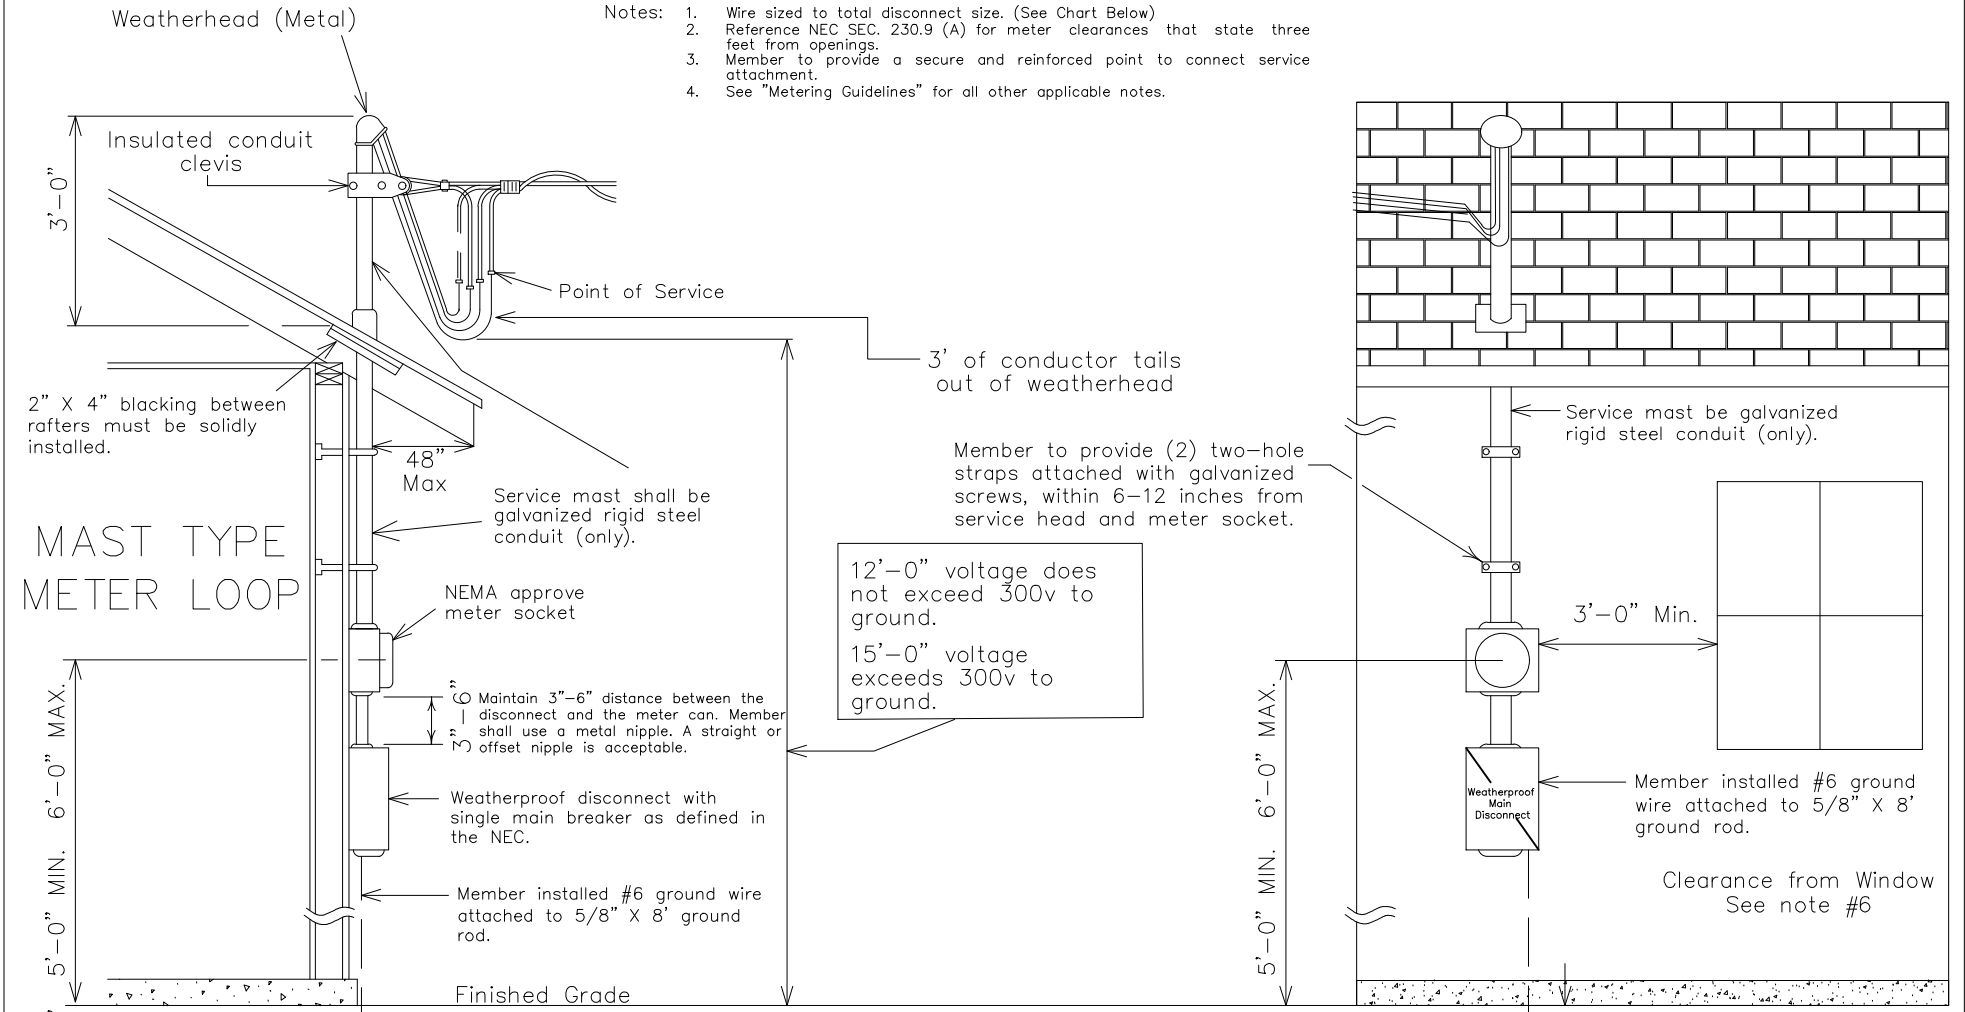 Weatherhead (Metal)
Notes: 1. Wire sized to total disconnect size. (See Chart Below)
2. Reference NEC SEC. 230.9 (A) for meter clearances that state three
feet from openings.
3. Member to provide a secure and reinforced point to connect service
attachment.
4. See "Metering Guidelines" for all other applicable notes.
Insulated conduit
clevis
3'-0"
Point of Service
3' of conductor tails
out of weatherhead
2" X 4" blacking between
rafters must be solidly
installed.
48"
Max
Service mast shall be
galvanized rigid steel
conduit (only).
MAST TYPE
METER LOOP
NEMA approve
meter socket
3" - 6"
Maintain 3"-6" distance between the
disconnect and the meter can. Member
shall use a metal nipple. A straight or
offset nipple is acceptable.
5'-0" MIN. 6'-0" MAX.
Weatherproof disconnect with
single main breaker as defined in
the NEC.
Member installed #6 ground wire
attached to 5/8" X 8' ground
rod.
Finished Grade
12'-0" voltage does
not exceed 300v to
ground.
15'-0" voltage
exceeds 300v to
ground.
Member to provide (2) two-hole
straps attached with galvanized
screws, within 6-12 inches from
service head and meter socket.
Service mast be galvanized
rigid steel conduit (only).
3'-0" Min.
5'-0" MIN. 6'-0" MAX.
Weatherproof
Main
Disconnect
Member installed #6 ground
wire attached to 5/8" X 8'
ground rod.
Clearance from Window
See note #6